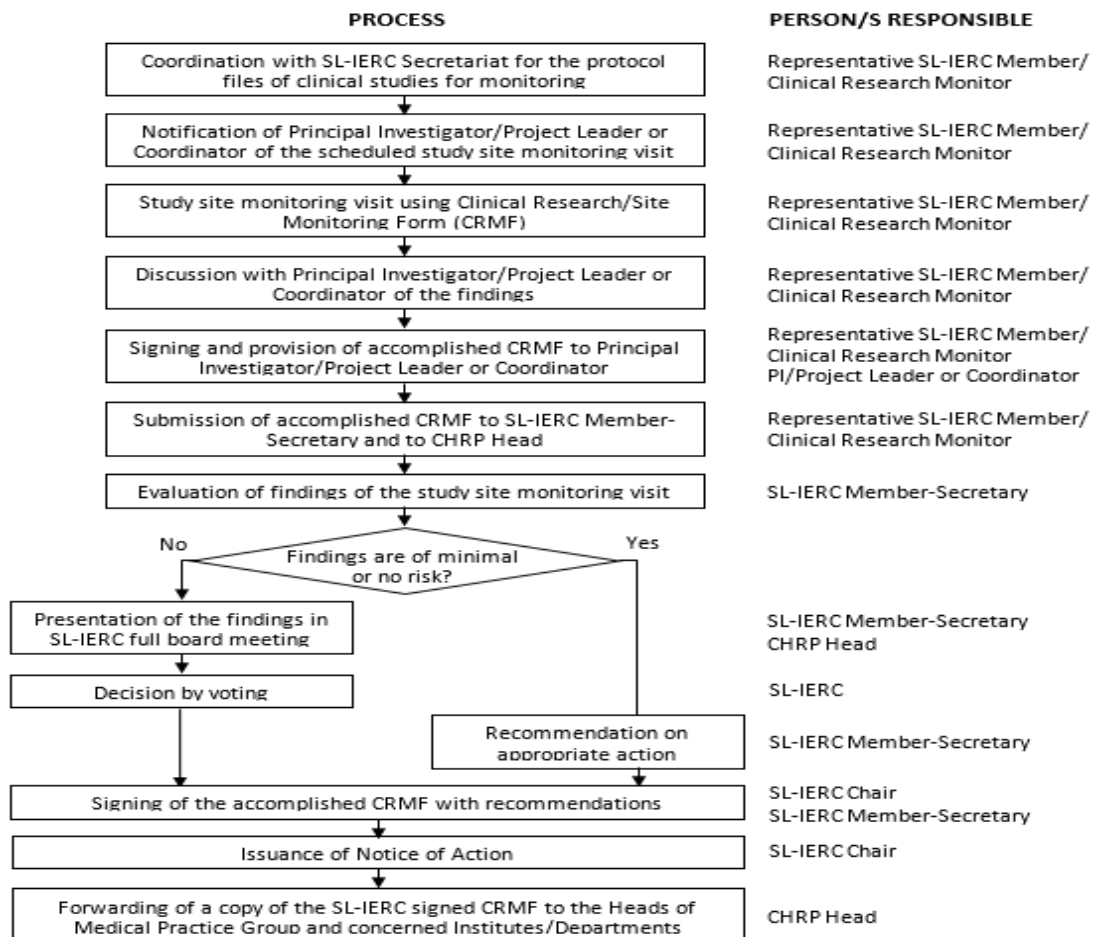 PROCESS
PERSON/S RESPONSIBLE
Coordination with SL-IERC Secretariat for the protocol
files of clinical studies for monitoring
Representative SL-IERC Member/
Clinical Research Monitor
Notification of Principal Investigator/Project Leader or
Coordinator of the scheduled study site monitoring visit
Representative SL-IERC Member/
Clinical Research Monitor
Study site monitoring visit using Clinical Research/Site
Monitoring Form (CRMF)
Representative SL-IERC Member/
Clinical Research Monitor
Discussion with Principal Investigator/Project Leader or
Coordinator of the findings
Representative SL-IERC Member/
Clinical Research Monitor
Signing and provision of accomplished CRMF to Principal
Investigator/Project Leader or Coordinator
Representative SL-IERC Member/
Clinical Research Monitor
PI/Project Leader or Coordinator
Submission of accomplished CRMF to SL-IERC Member-
Secretary and to CHRP Head
Representative SL-IERC Member/
Clinical Research Monitor
Evaluation of findings of the study site monitoring visit
SL-IERC Member-Secretary
No
Yes
Findings are of minimal
or no risk?
Presentation of the findings in
SL-IERC full board meeting
SL-IERC Member-Secretary
CHRP Head
Decision by voting
SL-IERC
Recommendation on
appropriate action
SL-IERC Member-Secretary
Signing of the accomplished CRMF with recommendations
SL-IERC Chair
SL-IERC Member-Secretary
Issuance of Notice of Action
SL-IERC Chair
Forwarding of a copy of the SL-IERC signed CRMF to the Heads of
Medical Practice Group and concerned Institutes/Departments
CHRP Head